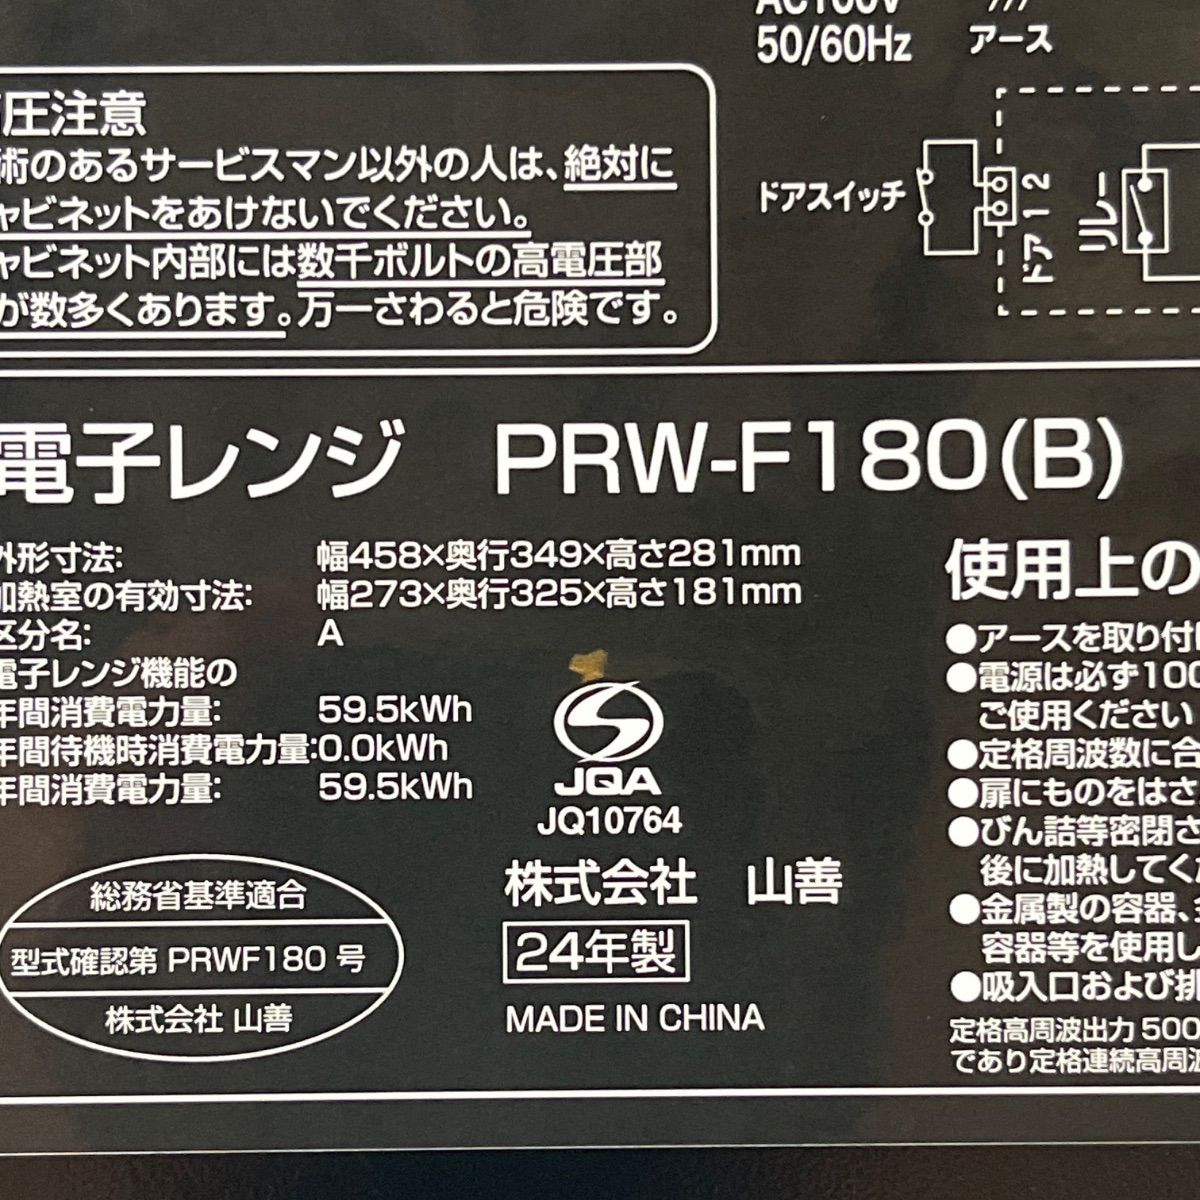 AC100V
50/60Hz
アース
圧注意
術のあるサービスマン以外の人は、絶対に
ャビネットをあけないでください。
ャビネット内部には数千ボルトの高電圧部
が数多くあります。万一さわると危険です。
ドアスイッチ
ドア 1 2
リレー
電子レンジ PRW-F180(B)
外形寸法: 幅458×奥行349×高さ281mm
加熱室の有効寸法: 幅273×奥行325×高さ181mm
区分名: A
電子レンジ機能の
年間消費電力量: 59.5kWh
年間待機時消費電力量:0.0kWh
年間消費電力量: 59.5kWh
JQA
JQ10764
株式会社 山善
24年製
MADE IN CHINA
総務省基準適合
型式確認第 PRWF180 号
株式会社 山善
使用上の
●アースを取り付け
●電源は必ず100
ご使用ください
●定格周波数に合
●扉にものをはさ
●びん詰等密閉さ
後に加熱してくだ
●金属製の容器、
容器等を使用し
●吸入口および排
定格高周波出力 500
であり定格連続高周波